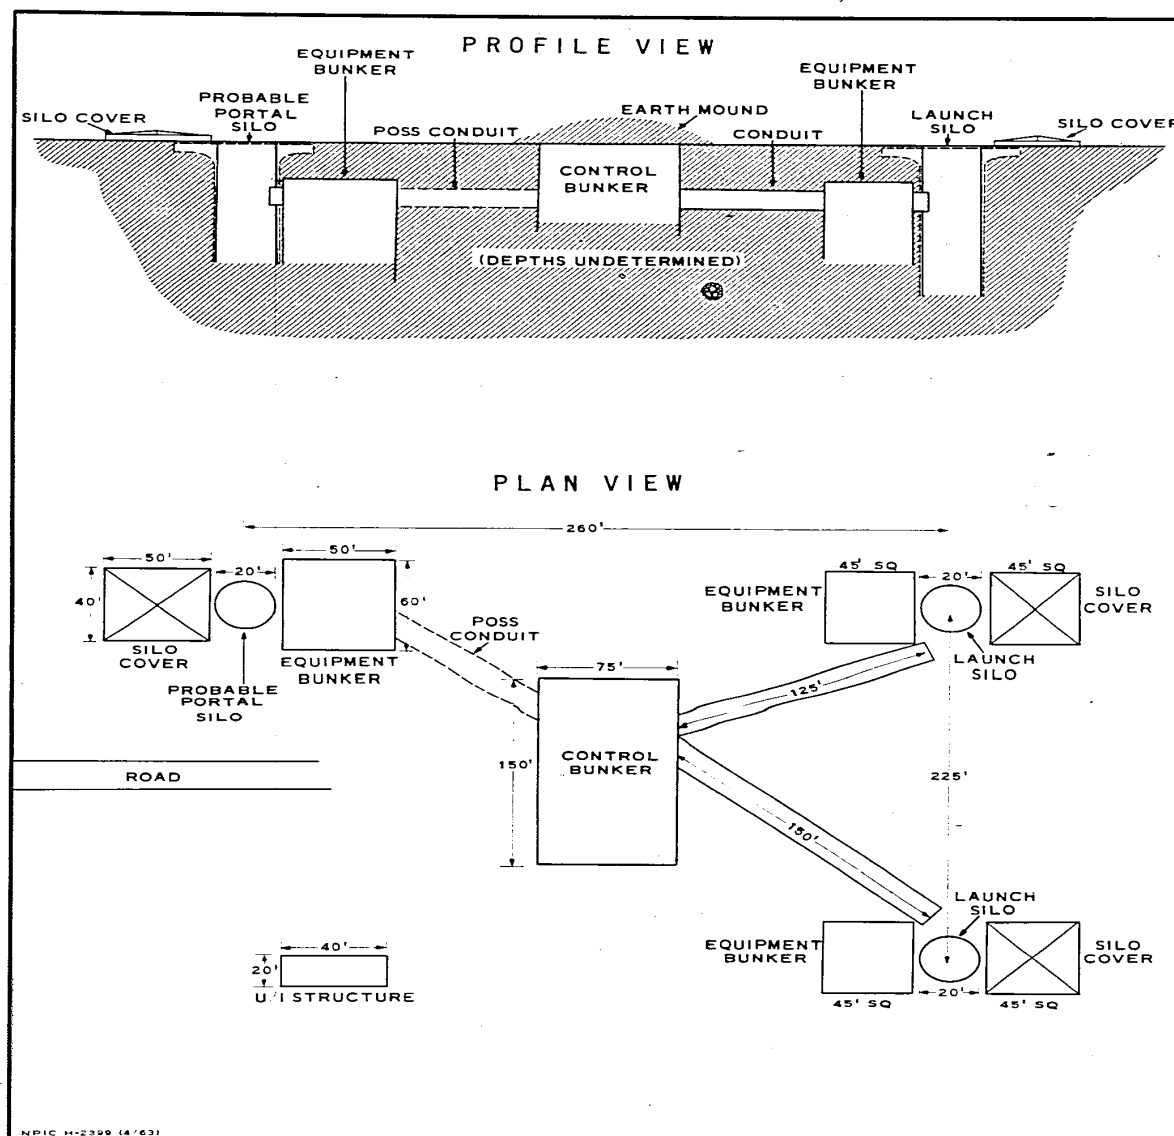 PROFILE VIEW
EQUIPMENT
BUNKER
EQUIPMENT
BUNKER
PROBABLE
PORTAL
SILO
SILO COVER
POSS CONDUIT
EARTH MOUND
CONDUIT
LAUNCH
SILO
SILO COVER
CONTROL
BUNKER
(DEPTHS UNDETERMINED)
PLAN VIEW
260'
50'
20'
50'
40'
60'
SILO
COVER
PROBABLE
PORTAL
SILO
EQUIPMENT
BUNKER
POSS
CONDUIT
45' SQ
20'
45' SQ
EQUIPMENT
BUNKER
SILO
COVER
LAUNCH
SILO
75'
125'
150'
CONTROL
BUNKER
ROAD
225'
150'
LAUNCH
SILO
EQUIPMENT
BUNKER
SILO
COVER
45' SQ
20'
45' SQ
40'
20'
U/I STRUCTURE
NPIC H-2399 (4/63)